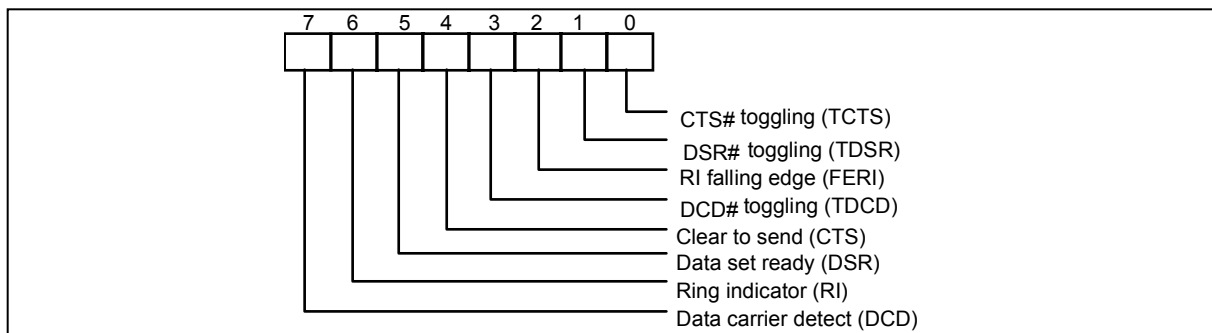 7 6 5 4 3 2 1 0
CTS# toggling (TCTS)
DSR# toggling (TDSR)
RI falling edge (FERI)
DCD# toggling (TDCD)
Clear to send (CTS)
Data set ready (DSR)
Ring indicator (RI)
Data carrier detect (DCD)